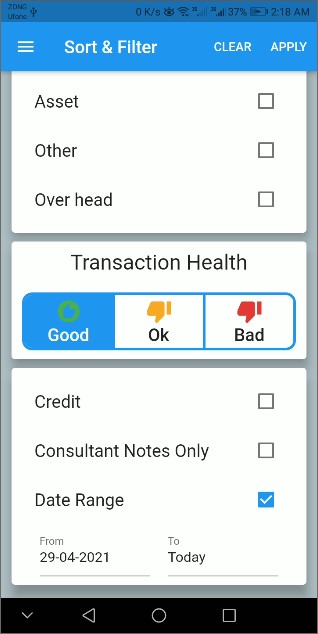 ZONG
Ufone
0 K/s 37% 2:18 AM
Sort & Filter CLEAR APPLY
Asset
Other
Over head
Transaction Health
Good Ok Bad
Credit
Consultant Notes Only
Date Range
From To
29-04-2021 Today